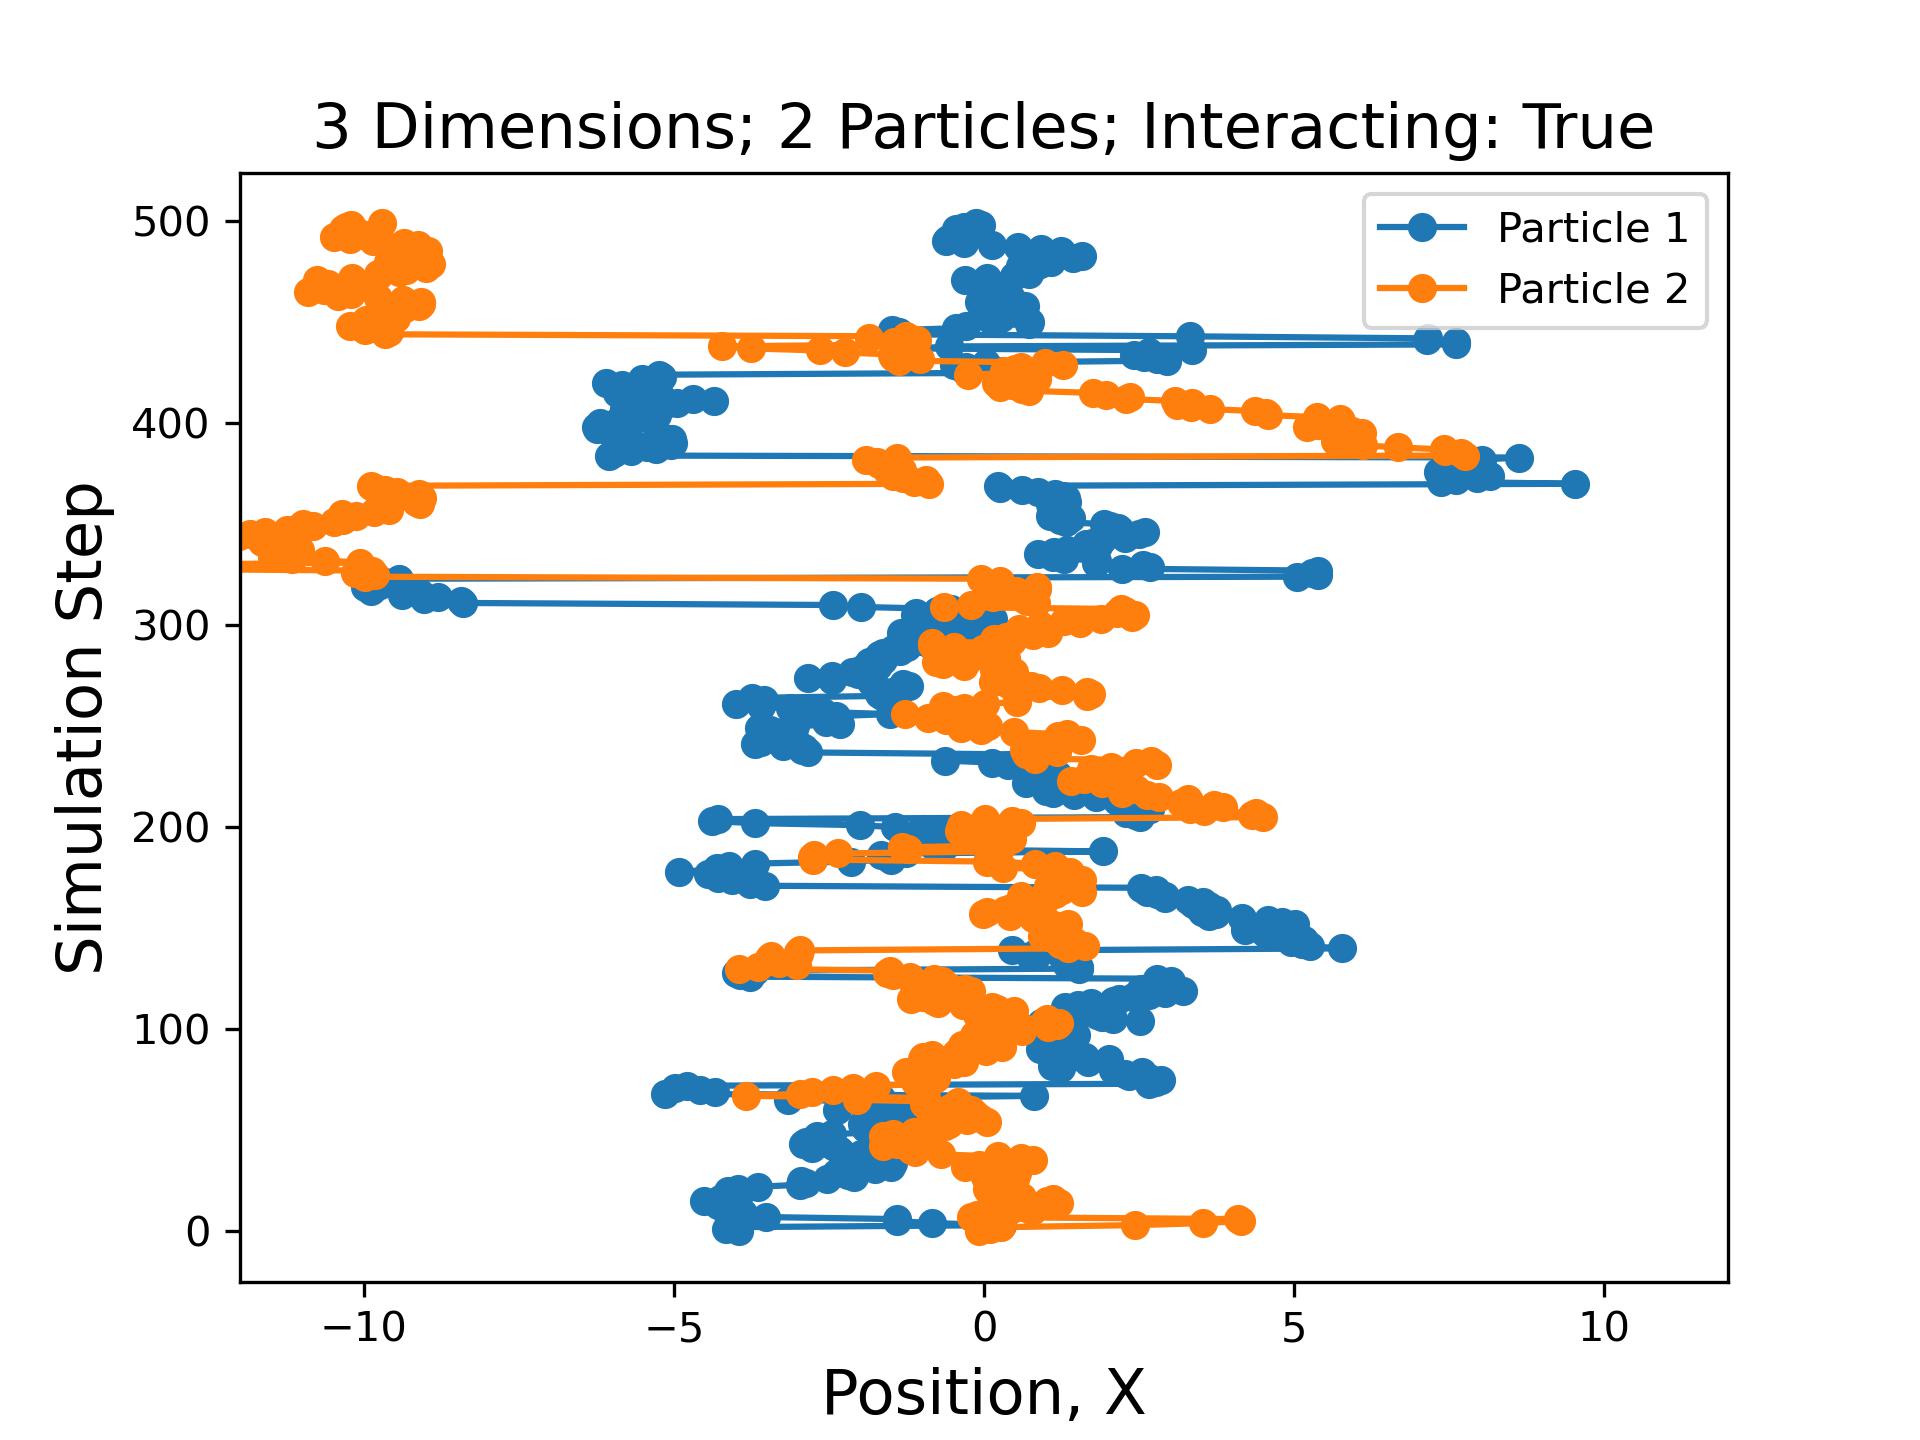 3 Dimensions; 2 Particles; Interacting: True
Particle 1
Particle 2
Simulation Step
500
400
300
200
100
0
−10
−5
0
5
10
Position, X